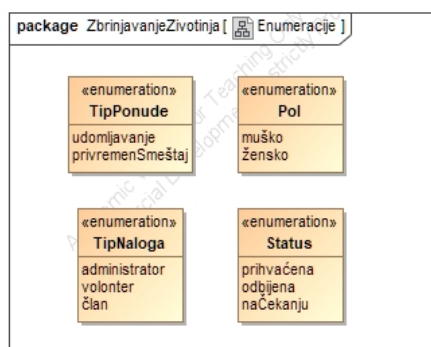 package ZbrinjavanjeZivotinja [ Enumeracije ]
«enumeration»
TipPonude
udomljavanje
privremenSmeštaj
«enumeration»
Pol
muško
žensko
«enumeration»
TipNaloga
administrator
volonter
član
«enumeration»
Status
prihvaćena
odbijena
naČekanju